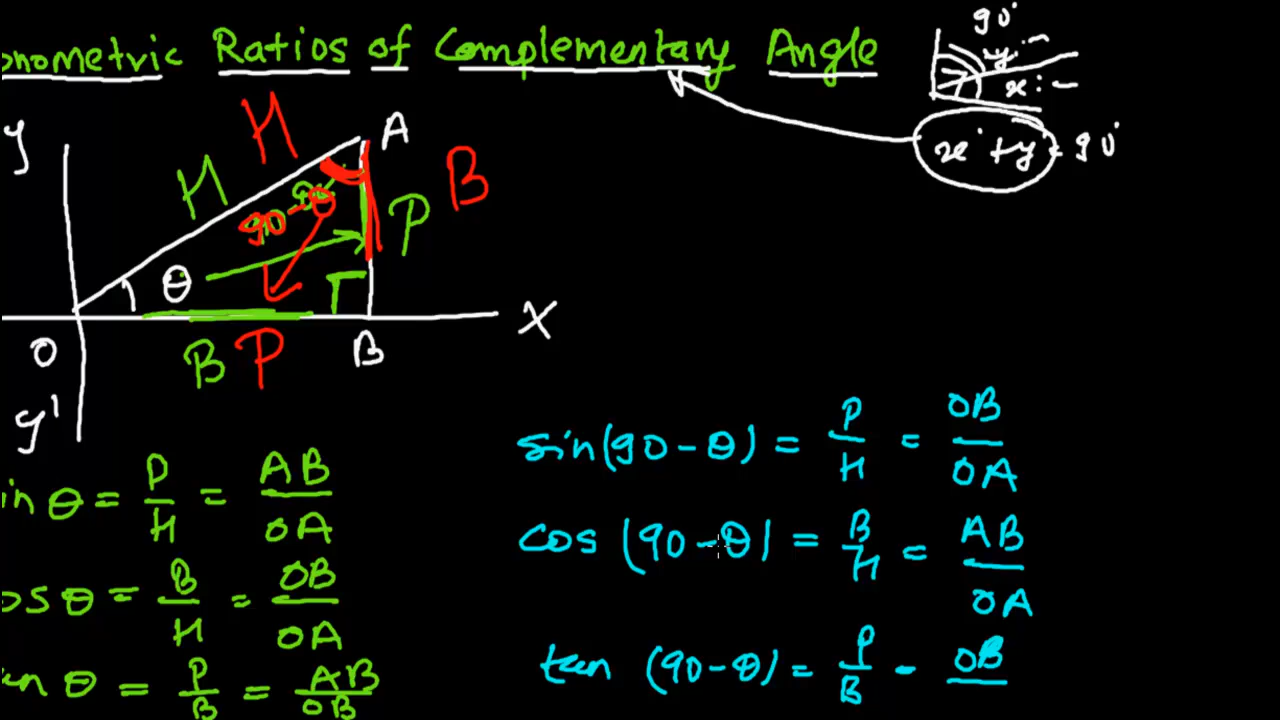 onometric Ratios of Complementary Angle
90°
y: -
x: -
x° + y° = 90°
y
H
H
A
90-θ
B
P
θ
X
O
B
P
B
y'
sin(90-θ) = P/H = OB/OA
in θ = P/H = AB/OA
cos (90-θ) = B/H = AB/OA
os θ = B/H = OB/OA
tan (90-θ) = P/B - OB
an θ = P/B = AB/OB